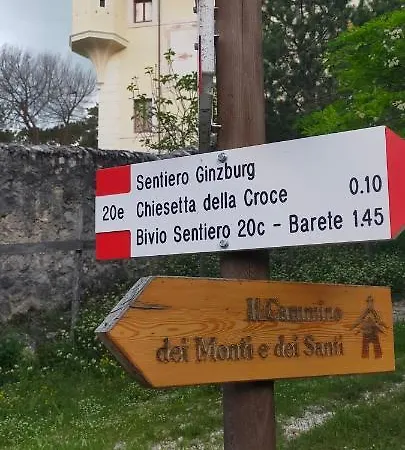 Sentiero Ginzburg
20e Chiesetta della Croce 0.10
Bivio Sentiero 20c - Barete 1.45
Il Cammino
dei Monti e dei Santi